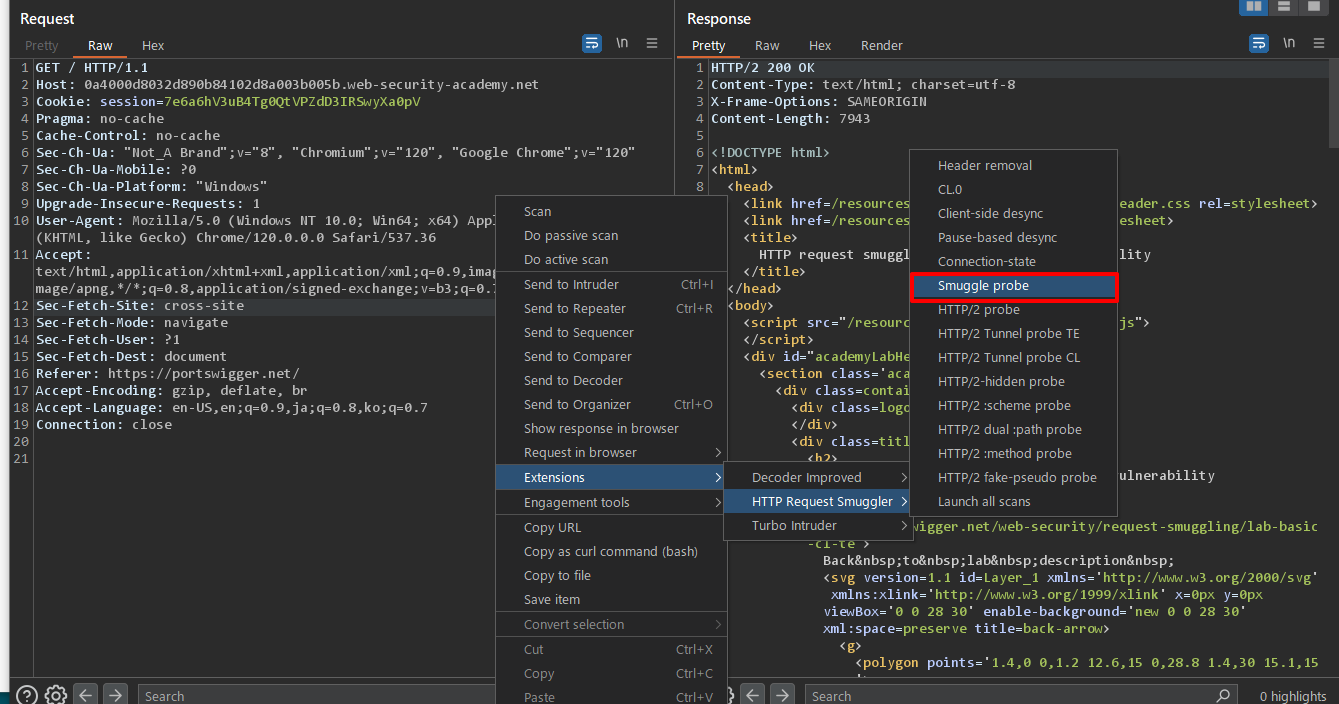 Request
Pretty Raw Hex
\n
1 GET / HTTP/1.1
2 Host: 0a4000d8032d890b84102d8a003b005b.web-security-academy.net
3 Cookie: session=7e6a6hV3uB4Tg0QtVPZdD3IRSwyXa0pV
4 Pragma: no-cache
5 Cache-Control: no-cache
6 Sec-Ch-Ua: "Not_A Brand";v="8", "Chromium";v="120", "Google Chrome";v="120"
7 Sec-Ch-Ua-Mobile: ?0
8 Sec-Ch-Ua-Platform: "Windows"
9 Upgrade-Insecure-Requests: 1
10 User-Agent: Mozilla/5.0 (Windows NT 10.0; Win64; x64) Appl
(KHTML, like Gecko) Chrome/120.0.0.0 Safari/537.36
11 Accept:
text/html,application/xhtml+xml,application/xml;q=0.9,imag
mage/apng,*/*;q=0.8,application/signed-exchange;v=b3;q=0.7
12 Sec-Fetch-Site: cross-site
13 Sec-Fetch-Mode: navigate
14 Sec-Fetch-User: ?1
15 Sec-Fetch-Dest: document
16 Referer: https://portswigger.net/
17 Accept-Encoding: gzip, deflate, br
18 Accept-Language: en-US,en;q=0.9,ja;q=0.8,ko;q=0.7
19 Connection: close
20
21
Search
Scan
Do passive scan
Do active scan
Send to Intruder Ctrl+I
Send to Repeater Ctrl+R
Send to Sequencer
Send to Comparer
Send to Decoder
Send to Organizer Ctrl+O
Show response in browser
Request in browser
Extensions
Engagement tools
Copy URL
Copy as curl command (bash)
Copy to file
Save item
Convert selection
Cut Ctrl+X
Copy Ctrl+C
Paste Ctrl+V
Decoder Improved
HTTP Request Smuggler
Turbo Intruder
Header removal
CL.0
Client-side desync
Pause-based desync
Connection-state
Smuggle probe
HTTP/2 probe
HTTP/2 Tunnel probe TE
HTTP/2 Tunnel probe CL
HTTP/2-hidden probe
HTTP/2 :scheme probe
HTTP/2 dual :path probe
HTTP/2 :method probe
HTTP/2 fake-pseudo probe
Launch all scans
Response
Pretty Raw Hex Render
\n
1 HTTP/2 200 OK
2 Content-Type: text/html; charset=utf-8
3 X-Frame-Options: SAMEORIGIN
4 Content-Length: 7943
5
6 <!DOCTYPE html>
7 <html>
8 <head>
<link href=/resources eader.css rel=stylesheet>
<link href=/resources esheet>
<title>
HTTP request smuggl ility
</title>
</head>
<body>
<script src="/resourc js">
</script>
<div id="academyLabHe
<section class='aca
<div class=contai
<div class=logo
</div>
<div class=titl
<h2>
ulnerability
wigger.net/web-security/request-smuggling/lab-basic
-cl-te'>
Back&nbsp;to&nbsp;lab&nbsp;description&nbsp;
<svg version=1.1 id=Layer_1 xmlns='http://www.w3.org/2000/svg'
xmlns:xlink='http://www.w3.org/1999/xlink' x=0px y=0px
viewBox='0 0 28 30' enable-background='new 0 0 28 30'
xml:space=preserve title=back-arrow>
<g>
<polygon points='1.4,0 0,1.2 12.6,15 0,28.8 1.4,30 15.1,15
Search
0 highlights